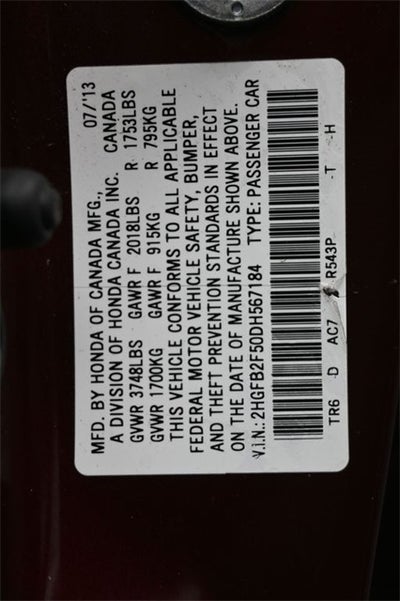 MFD. BY HONDA OF CANADA MFG., 07/'13
A DIVISION OF HONDA CANADA INC. CANADA
GVWR 3748LBS GAWR F 2018LBS R 1753LBS
GVWR 1700KG GAWR F 915KG R 795KG
THIS VEHICLE CONFORMS TO ALL APPLICABLE
FEDERAL MOTOR VEHICLE SAFETY, BUMPER,
AND THEFT PREVENTION STANDARDS IN EFFECT
ON THE DATE OF MANUFACTURE SHOWN ABOVE.
V.I.N.: 2HGFB2F50DH567184 TYPE: PASSENGER CAR
TR6 -D AC7 R543P -T -H